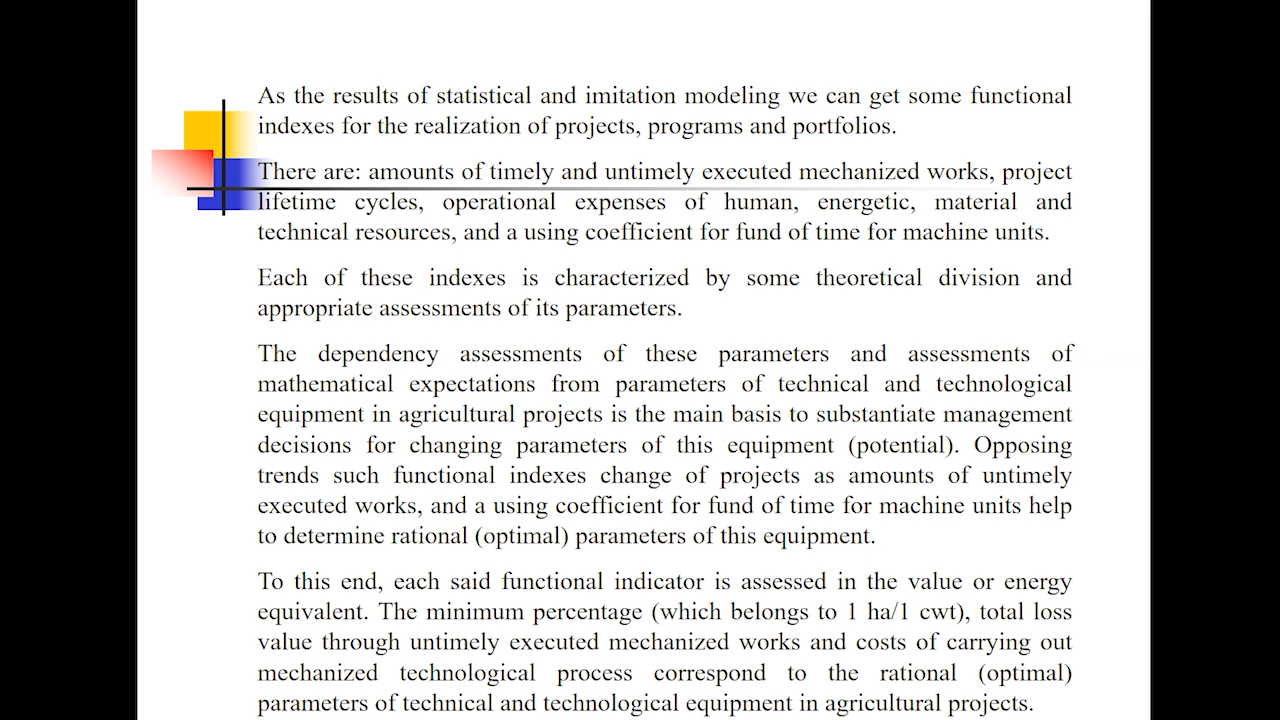 As the results of statistical and imitation modeling we can get some functional
indexes for the realization of projects, programs and portfolios.
There are: amounts of timely and untimely executed mechanized works, project
lifetime cycles, operational expenses of human, energetic, material and
technical resources, and a using coefficient for fund of time for machine units.
Each of these indexes is characterized by some theoretical division and
appropriate assessments of its parameters.
The dependency assessments of these parameters and assessments of
mathematical expectations from parameters of technical and technological
equipment in agricultural projects is the main basis to substantiate management
decisions for changing parameters of this equipment (potential). Opposing
trends such functional indexes change of projects as amounts of untimely
executed works, and a using coefficient for fund of time for machine units help
to determine rational (optimal) parameters of this equipment.
To this end, each said functional indicator is assessed in the value or energy
equivalent. The minimum percentage (which belongs to 1 ha/1 cwt), total loss
value through untimely executed mechanized works and costs of carrying out
mechanized technological process correspond to the rational (optimal)
parameters of technical and technological equipment in agricultural projects.